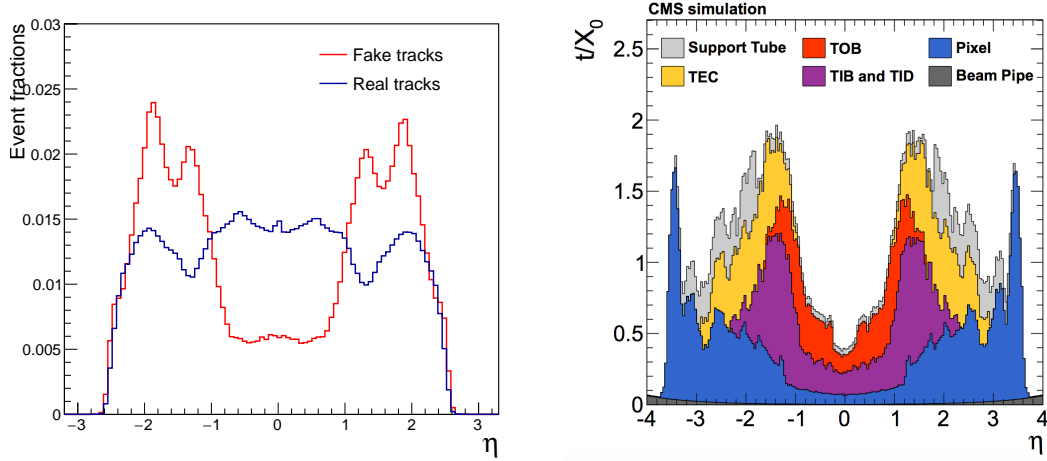 0.03
0.025
0.02
0.015
0.01
0.005
0
Event fractions
Fake tracks
Real tracks
−3 −2 −1 0 1 2 3
η
CMS simulation
t/X₀
2.5
2
1.5
1
0.5
0
Support Tube TOB Pixel
TEC TIB and TID Beam Pipe
-4 -3 -2 -1 0 1 2 3 4
η